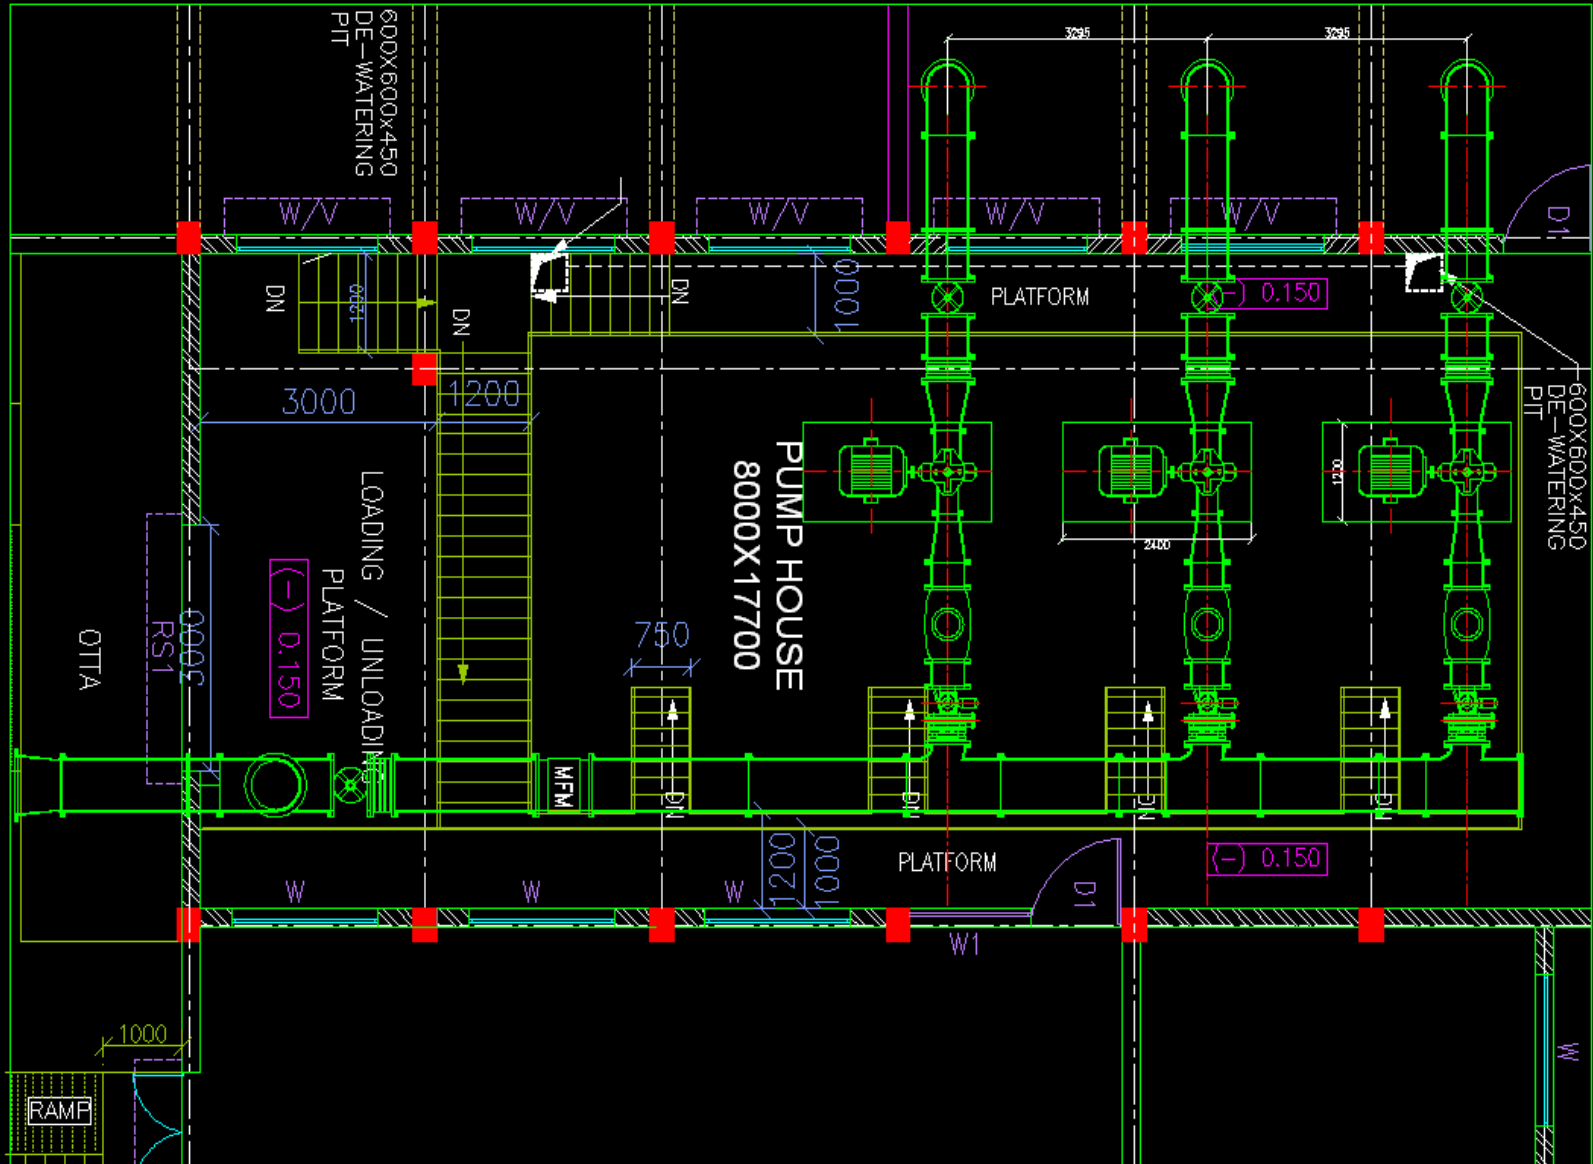 600X600x450
DE-WATERING
PIT
3295
3295
W/V
W/V
W/V
W/V
W/V
D1
DN
1200
DN
DN
1000
PLATFORM
(-) 0.150
600X600x450
DE-WATERING
PIT
3000
1200
PUMP HOUSE
8000X17700
1200
2400
LOADING / UNLOADING
PLATFORM
(-) 0.150
OTTA
RS1
3000
750
MFM
DN
DN
DN
DN
1200
1000
PLATFORM
(-) 0.150
W
W
W
D1
W1
1000
W
RAMP